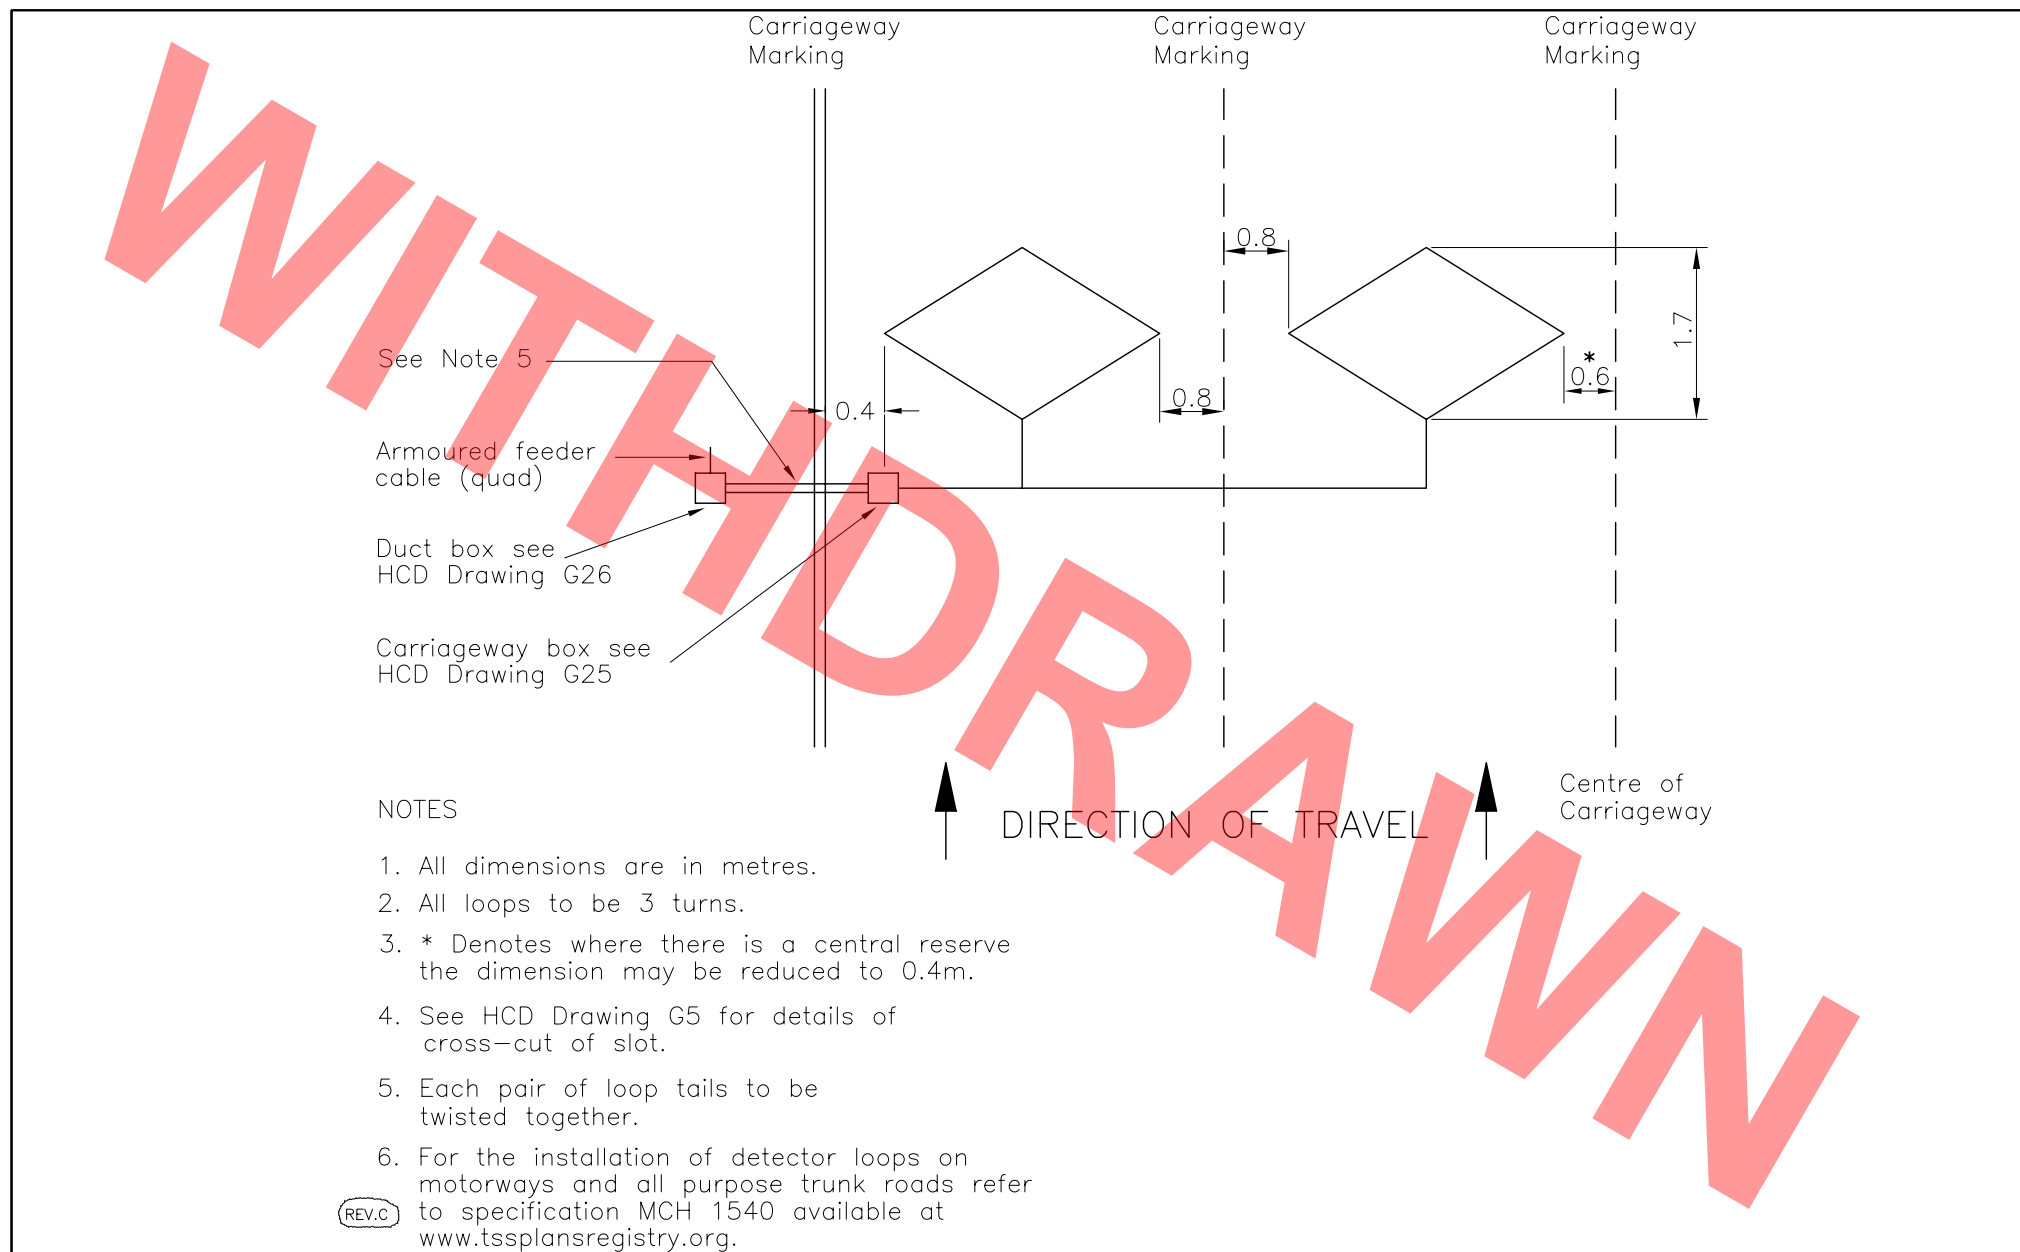 Carriageway
Marking
Carriageway
Marking
Carriageway
Marking
0.8
1.7
*
0.6
0.8
0.4
See Note 5
Armoured feeder
cable (quad)
Duct box see
HCD Drawing G26
Carriageway box see
HCD Drawing G25
WITHDRAWN
Centre of
Carriageway
DIRECTION OF TRAVEL
NOTES
1. All dimensions are in metres.
2. All loops to be 3 turns.
3. * Denotes where there is a central reserve
the dimension may be reduced to 0.4m.
4. See HCD Drawing G5 for details of
cross-cut of slot.
5. Each pair of loop tails to be
twisted together.
6. For the installation of detector loops on
motorways and all purpose trunk roads refer
REV.C to specification MCH 1540 available at
www.tssplansregistry.org.